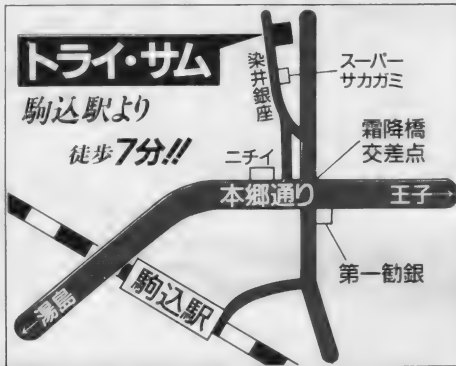 トライ・サム
駒込駅より
徒歩7分!!
染井銀座
スーパー
サカガミ
霜降橋
交差点
ニチイ
本郷通り
王子→
第一勧銀
駒込駅
←湯島